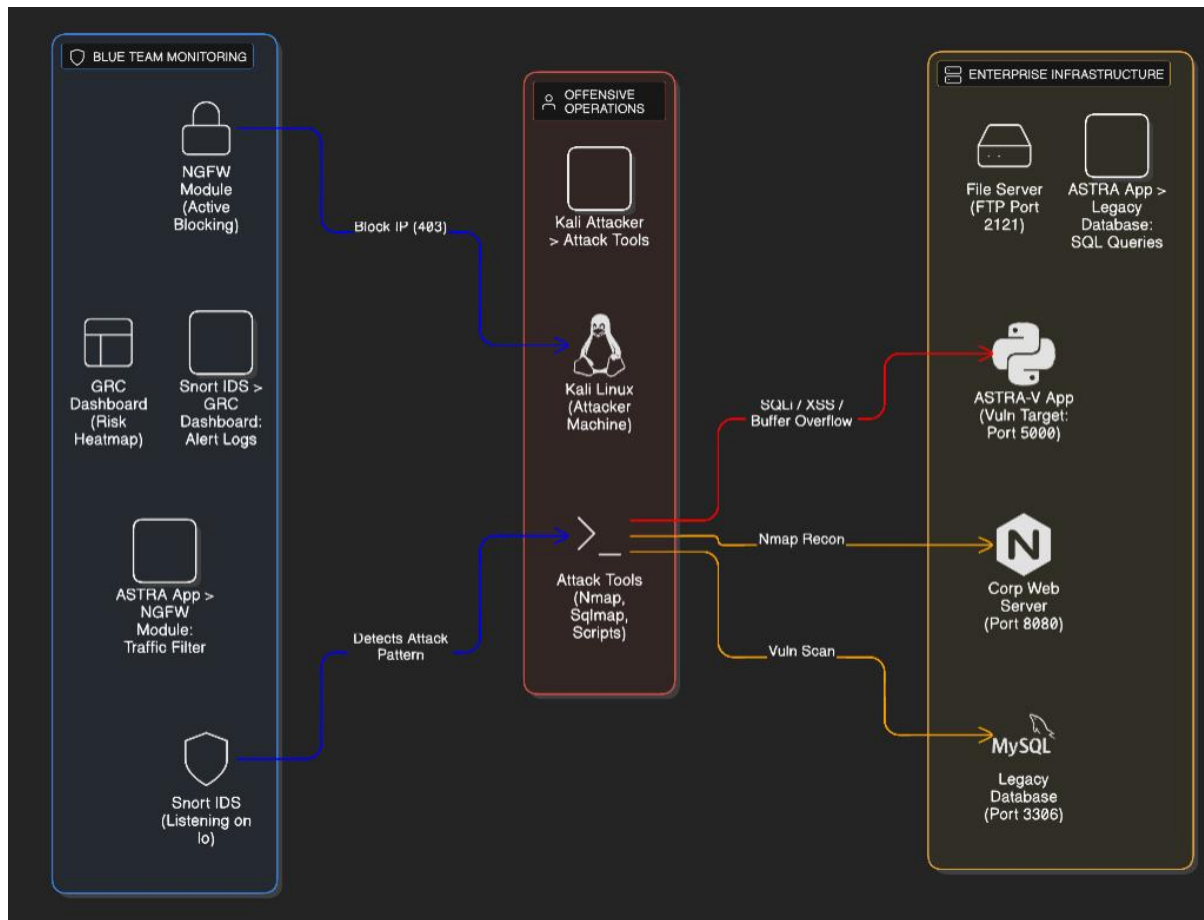 BLUE TEAM MONITORING
NGFW
Module
(Active
Blocking)
GRC
Dashboard
(Risk
Heatmap)
Snort IDS >
GRC
Dashboard:
Alert Logs
ASTRA App >
NGFW
Module:
Traffic Filter
Snort IDS
(Listening on
lo)
Block IP (403)
Detects Attack
Pattern
OFFENSIVE
OPERATIONS
Kali Attacker
> Attack Tools
Kali Linux
(Attacker
Machine)
>_
Attack Tools
(Nmap,
Sqlmap,
Scripts)
SQLi / XSS /
Buffer Overflow
Nmap Recon
Vuln Scan
ENTERPRISE INFRASTRUCTURE
File Server
(FTP Port
2121)
ASTRA App >
Legacy
Database:
SQL Queries
ASTRA-V App
(Vuln Target:
Port 5000)
N
Corp Web
Server
(Port 8080)
MySQL
Legacy
Database
(Port 3306)